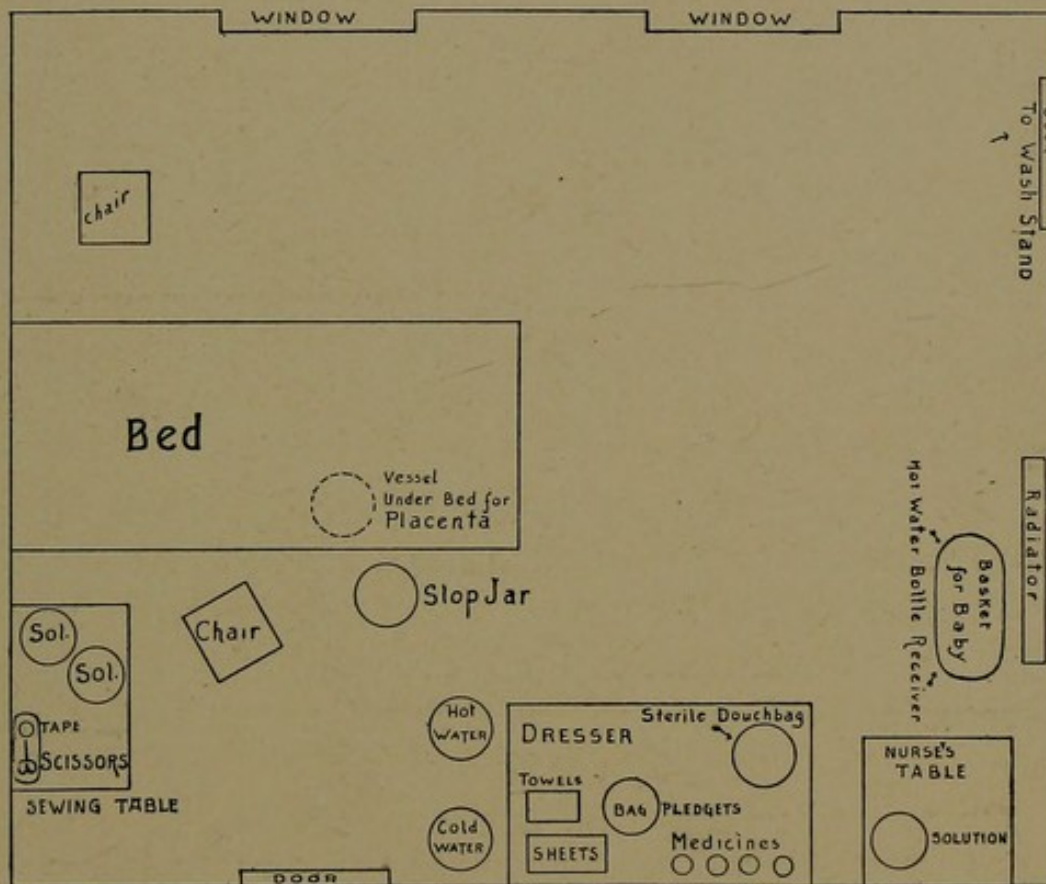 WINDOW
WINDOW
To Wash Stand
chair
Bed
Vessel
Under Bed for
Placenta
Radiator
Hot Water Bottle Receiver
Basket
for Baby
Slop Jar
Chair
Sol.
Sol.
TAPE
SCISSORS
SEWING TABLE
Hot
WATER
Cold
WATER
DRESSER
Sterile Douchbag
TOWELS
BAG
PLEDGETS
SHEETS
Medicines
NURSE'S
TABLE
SOLUTION
DOOR